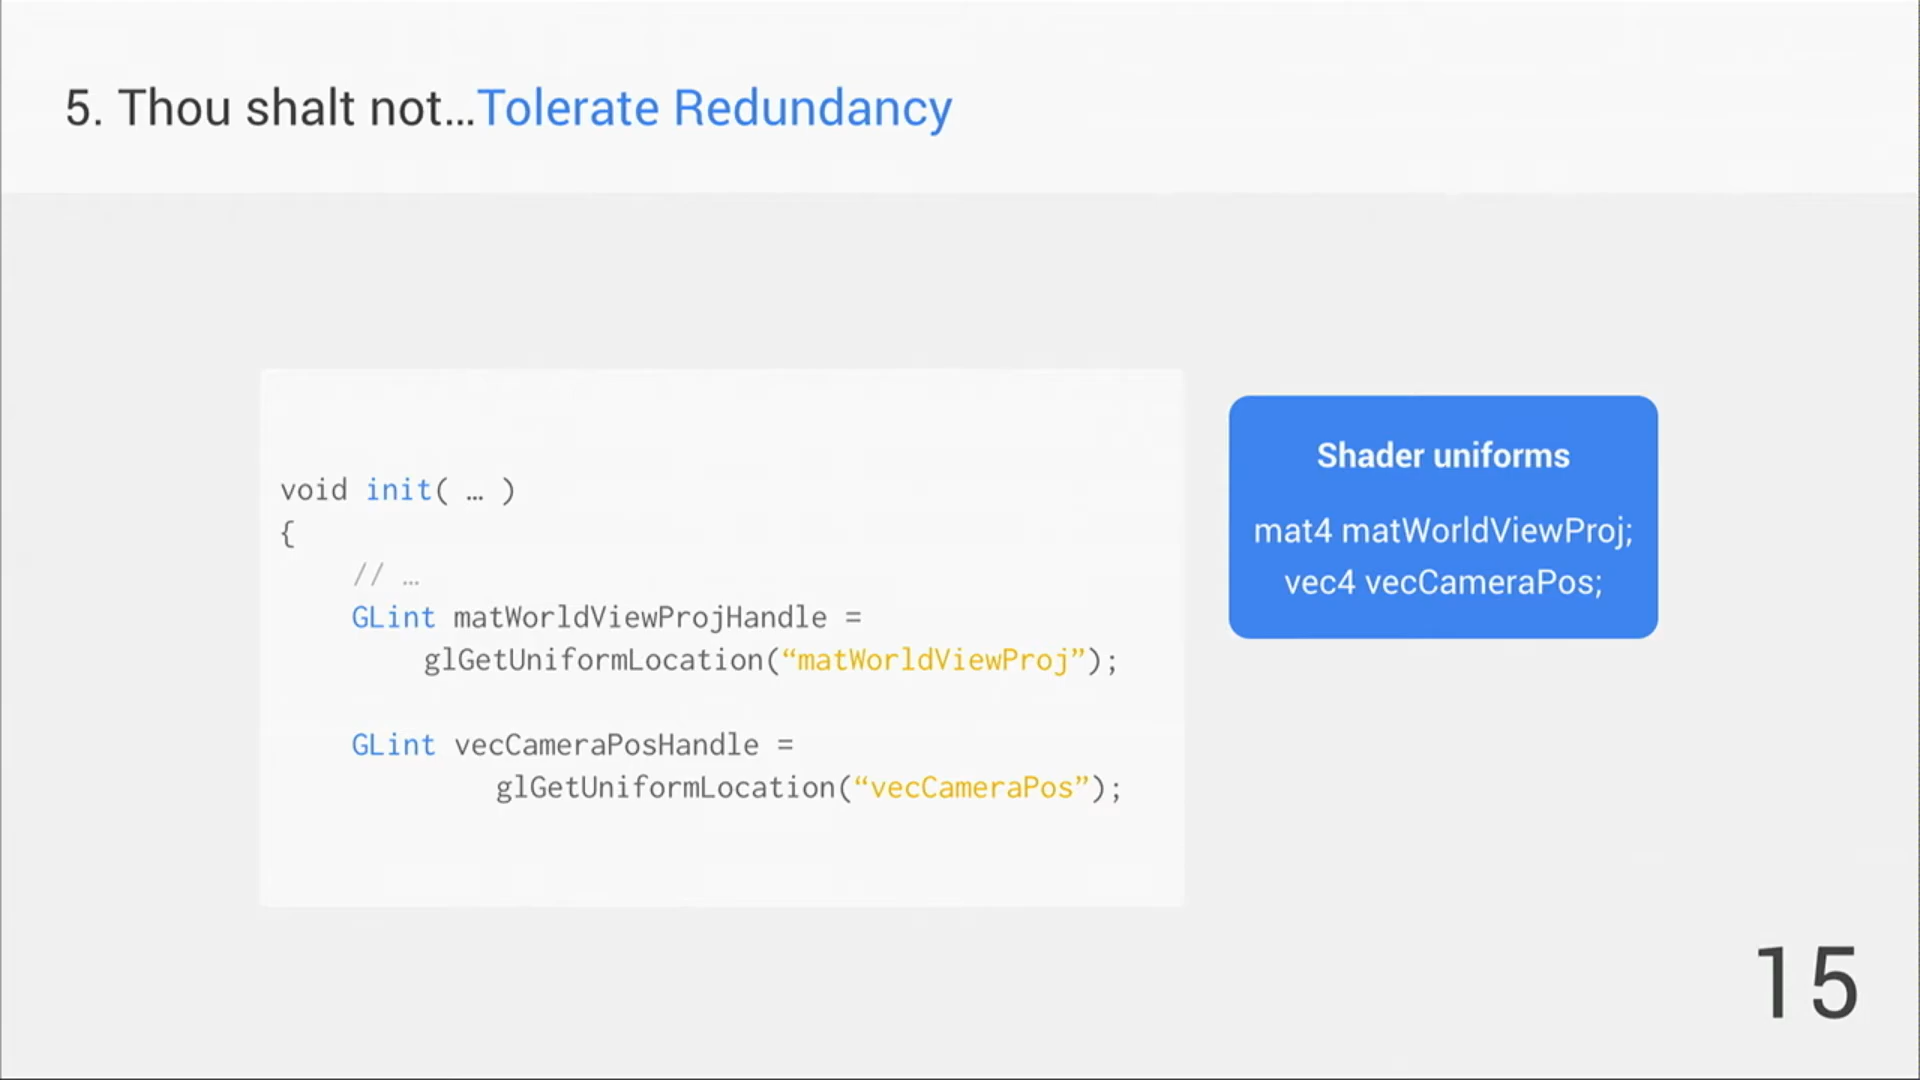 5. Thou shalt not…Tolerate Redundancy
void init( … )
{
// …
GLint matWorldViewProjHandle =
glGetUniformLocation(“matWorldViewProj”);
GLint vecCameraPosHandle =
glGetUniformLocation(“vecCameraPos”);
Shader uniforms
mat4 matWorldViewProj;
vec4 vecCameraPos;
15